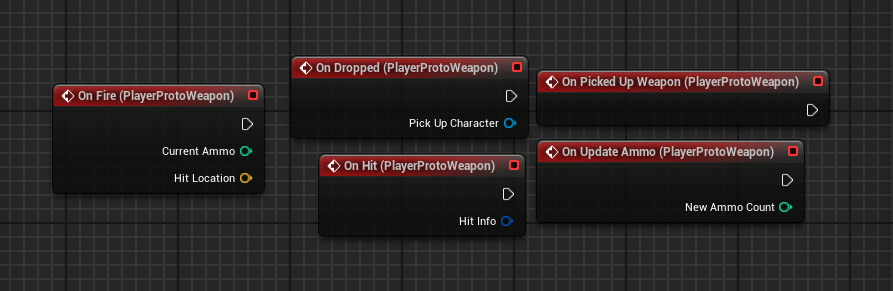 On Fire (PlayerProtoWeapon)
Current Ammo
Hit Location
On Dropped (PlayerProtoWeapon)
Pick Up Character
On Hit (PlayerProtoWeapon)
Hit Info
On Picked Up Weapon (PlayerProtoWeapon)
On Update Ammo (PlayerProtoWeapon)
New Ammo Count